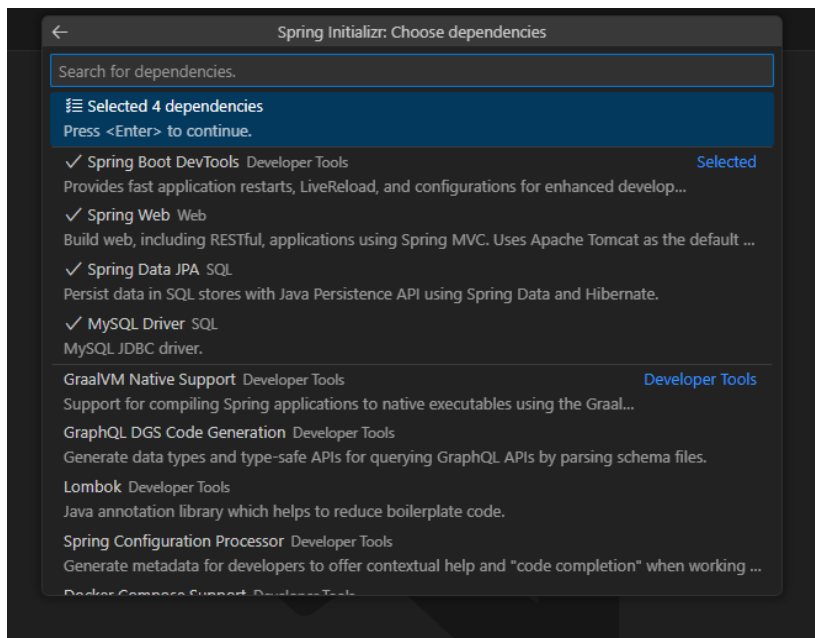 Spring Initializr: Choose dependencies
Search for dependencies.
Selected 4 dependencies
Press <Enter> to continue.
Spring Boot DevTools Developer Tools Selected
Provides fast application restarts, LiveReload, and configurations for enhanced develop...
Spring Web Web
Build web, including RESTful, applications using Spring MVC. Uses Apache Tomcat as the default ...
Spring Data JPA SQL
Persist data in SQL stores with Java Persistence API using Spring Data and Hibernate.
MySQL Driver SQL
MySQL JDBC driver.
GraalVM Native Support Developer Tools Developer Tools
Support for compiling Spring applications to native executables using the Graal...
GraphQL DGS Code Generation Developer Tools
Generate data types and type-safe APIs for querying GraphQL APIs by parsing schema files.
Lombok Developer Tools
Java annotation library which helps to reduce boilerplate code.
Spring Configuration Processor Developer Tools
Generate metadata for developers to offer contextual help and "code completion" when working ...
Docker Compose Support Developer Tools